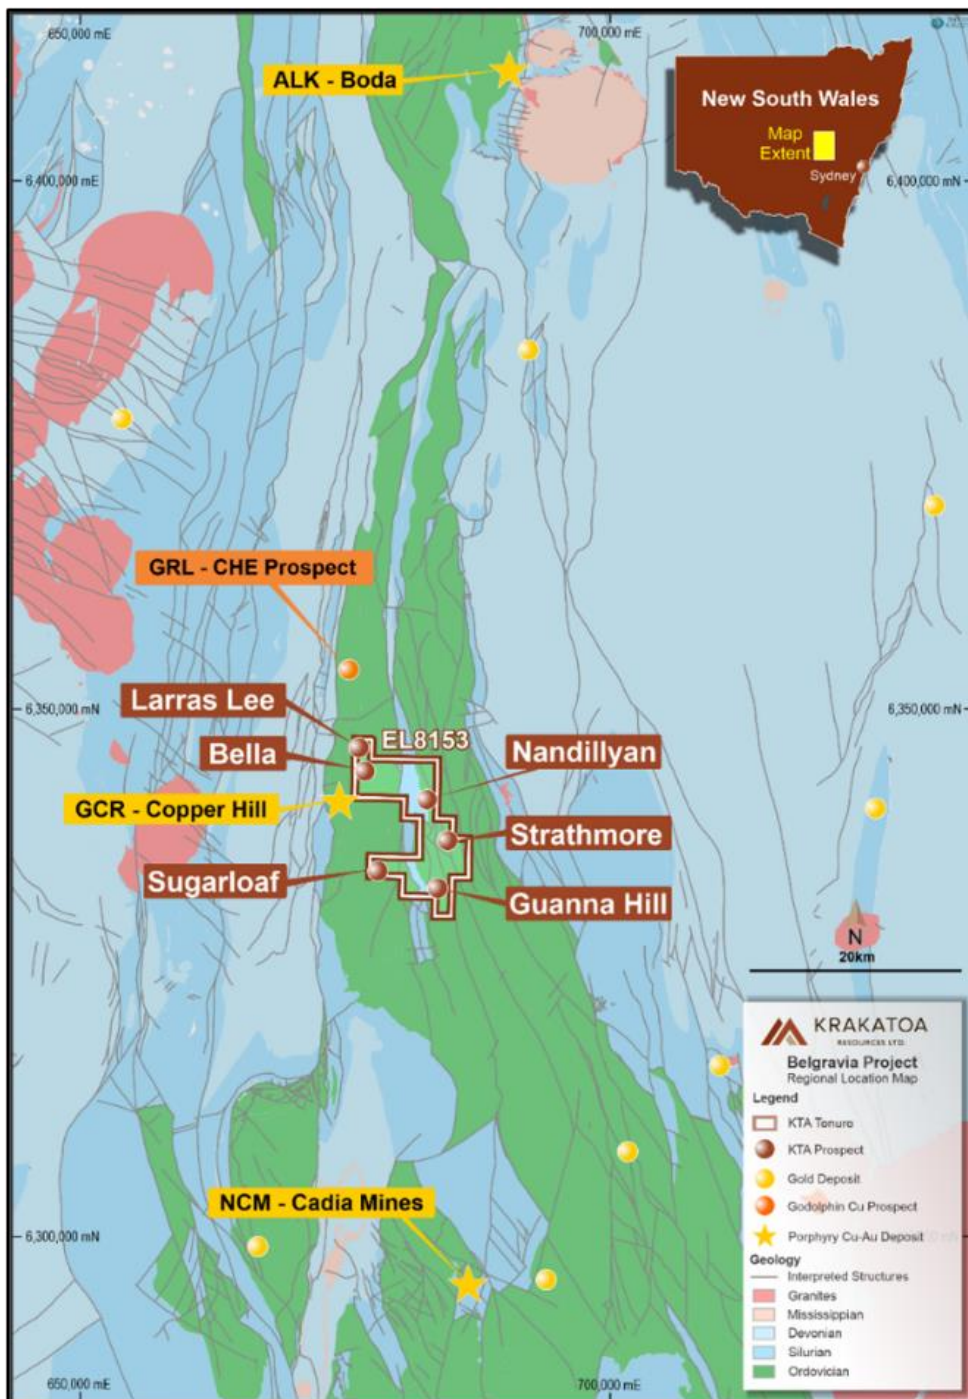 650,000 mE
700,000 mE
ALK - Boda
New South Wales
Map
Extent
Sydney
6,400,000 mE
6,400,000 mN
GRL - CHE Prospect
Larras Lee
6,350,000 mN
6,350,000 mN
EL8153
Bella
Nandillyan
GCR - Copper Hill
Strathmore
Sugarloaf
Guanna Hill
N
20km
KRAKATOA
RESOURCES LTD.
Belgravia Project
Regional Location Map
Legend
KTA Tenure
KTA Prospect
Gold Deposit
Godolphin Cu Prospect
Porphyry Cu-Au Deposit
Geology
Interpreted Structures
Granites
Mississippian
Devonian
Silurian
Ordovician
NCM - Cadia Mines
6,300,000 mN
650,000 mE
700,000 mE